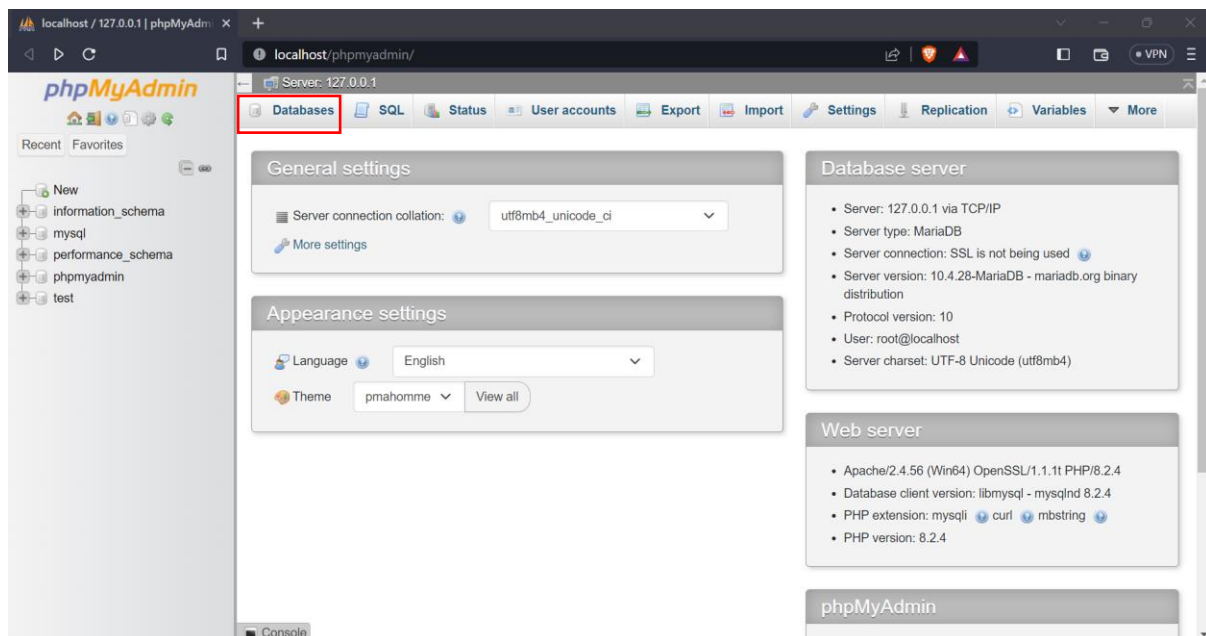 localhost / 127.0.0.1 | phpMyAdm
localhost/phpmyadmin/
VPN
phpMyAdmin
Recent Favorites
New
information_schema
mysql
performance_schema
phpmyadmin
test
Server: 127.0.0.1
Databases SQL Status User accounts Export Import Settings Replication Variables More
General settings
Server connection collation: utf8mb4_unicode_ci
More settings
Appearance settings
Language English
Theme pmahomme View all
Database server
Server: 127.0.0.1 via TCP/IP
Server type: MariaDB
Server connection: SSL is not being used
Server version: 10.4.28-MariaDB - mariadb.org binary
distribution
Protocol version: 10
User: root@localhost
Server charset: UTF-8 Unicode (utf8mb4)
Web server
Apache/2.4.56 (Win64) OpenSSL/1.1.1t PHP/8.2.4
Database client version: libmysql - mysqlnd 8.2.4
PHP extension: mysqli curl mbstring
PHP version: 8.2.4
phpMyAdmin
Console